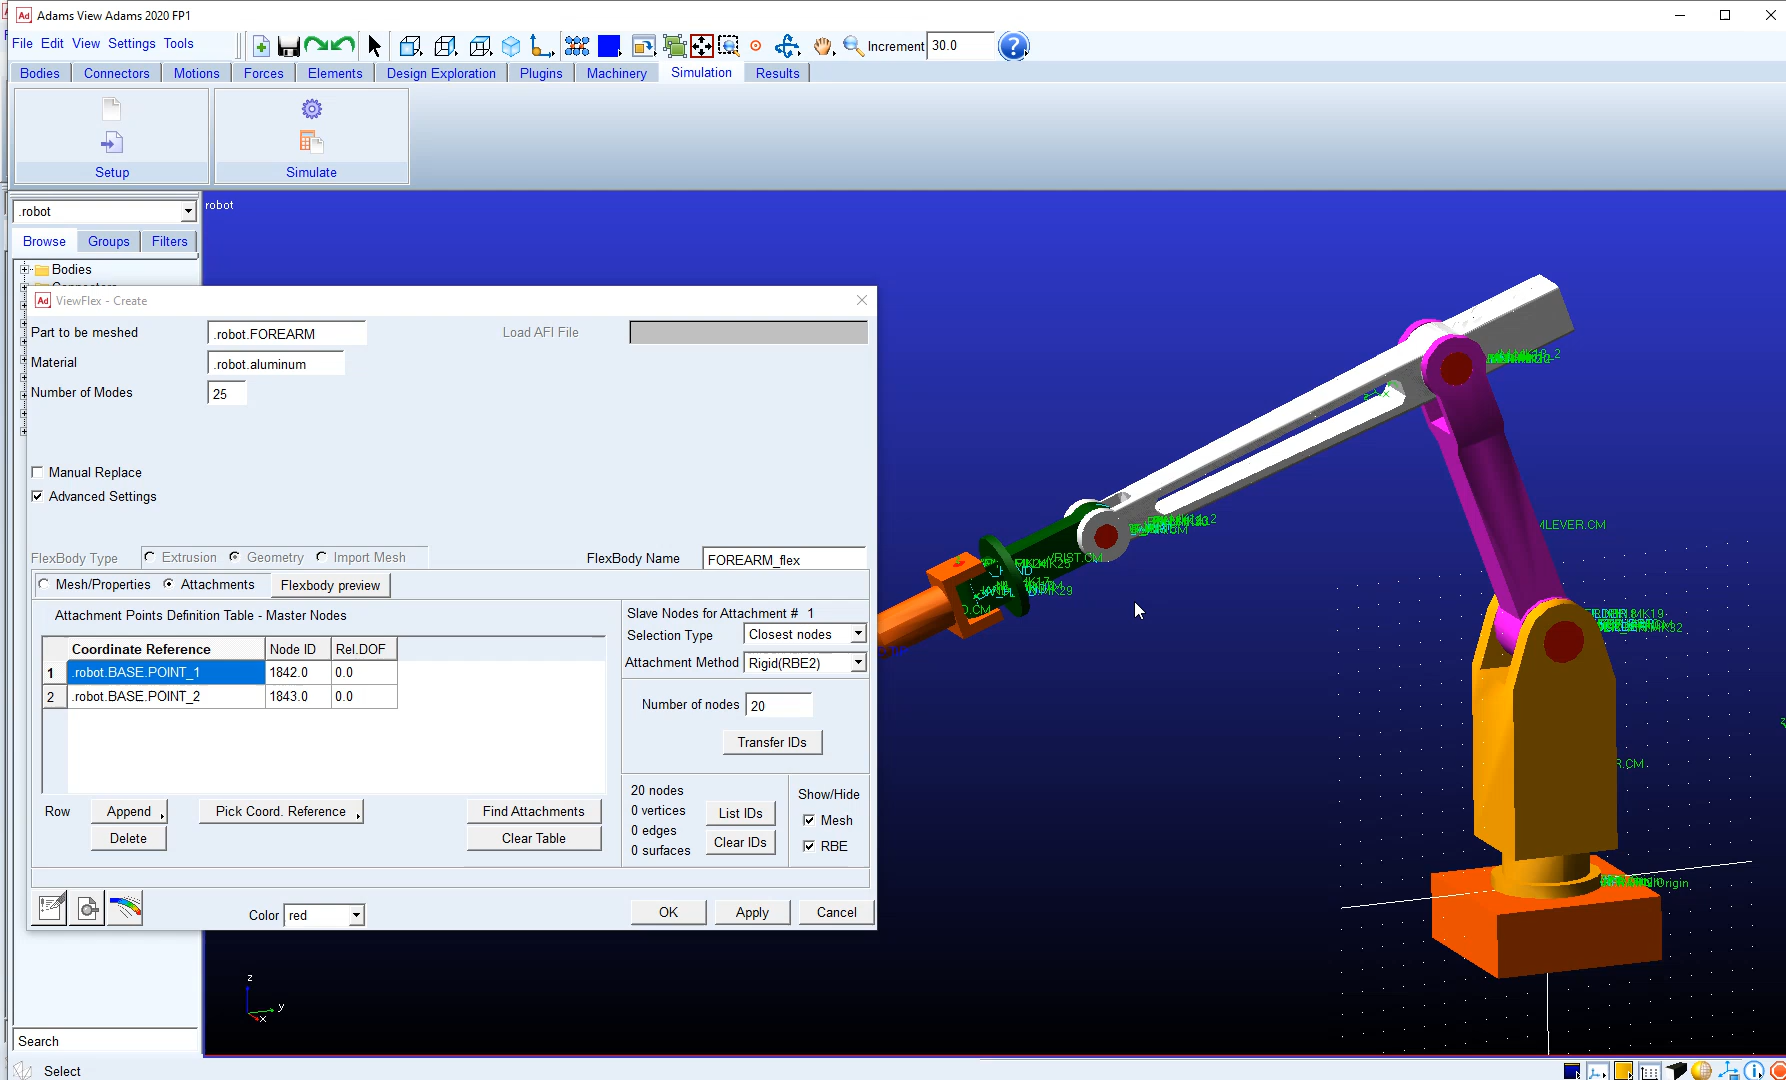 Ad Adams View Adams 2020 FP1
File Edit View Settings Tools
Increment 30.0
Bodies Connectors Motions Forces Elements Design Exploration Plugins Machinery Simulation Results
Setup Simulate
.robot
robot
Browse Groups Filters
Bodies
Ad ViewFlex - Create
Part to be meshed .robot.FOREARM Load AFI File
Material .robot.aluminum
Number of Modes 25
Manual Replace
Advanced Settings
FlexBody Type Extrusion Geometry Import Mesh FlexBody Name FOREARM_flex
Mesh/Properties Attachments Flexbody preview
Attachment Points Definition Table - Master Nodes
Slave Nodes for Attachment # 1
Selection Type Closest nodes
Attachment Method Rigid(RBE2)
Coordinate Reference Node ID Rel.DOF
1 .robot.BASE.POINT_1 1842.0 0.0
2 .robot.BASE.POINT_2 1843.0 0.0
Number of nodes 20
Transfer IDs
20 nodes
0 vertices
0 edges
0 surfaces
List IDs
Clear IDs
Show/Hide
Mesh
RBE
Row Append Pick Coord. Reference Find Attachments
Delete Clear Table
Color red
OK Apply Cancel
MLEVER.CM
R.CM
Origin
z
y
x
Search
Select